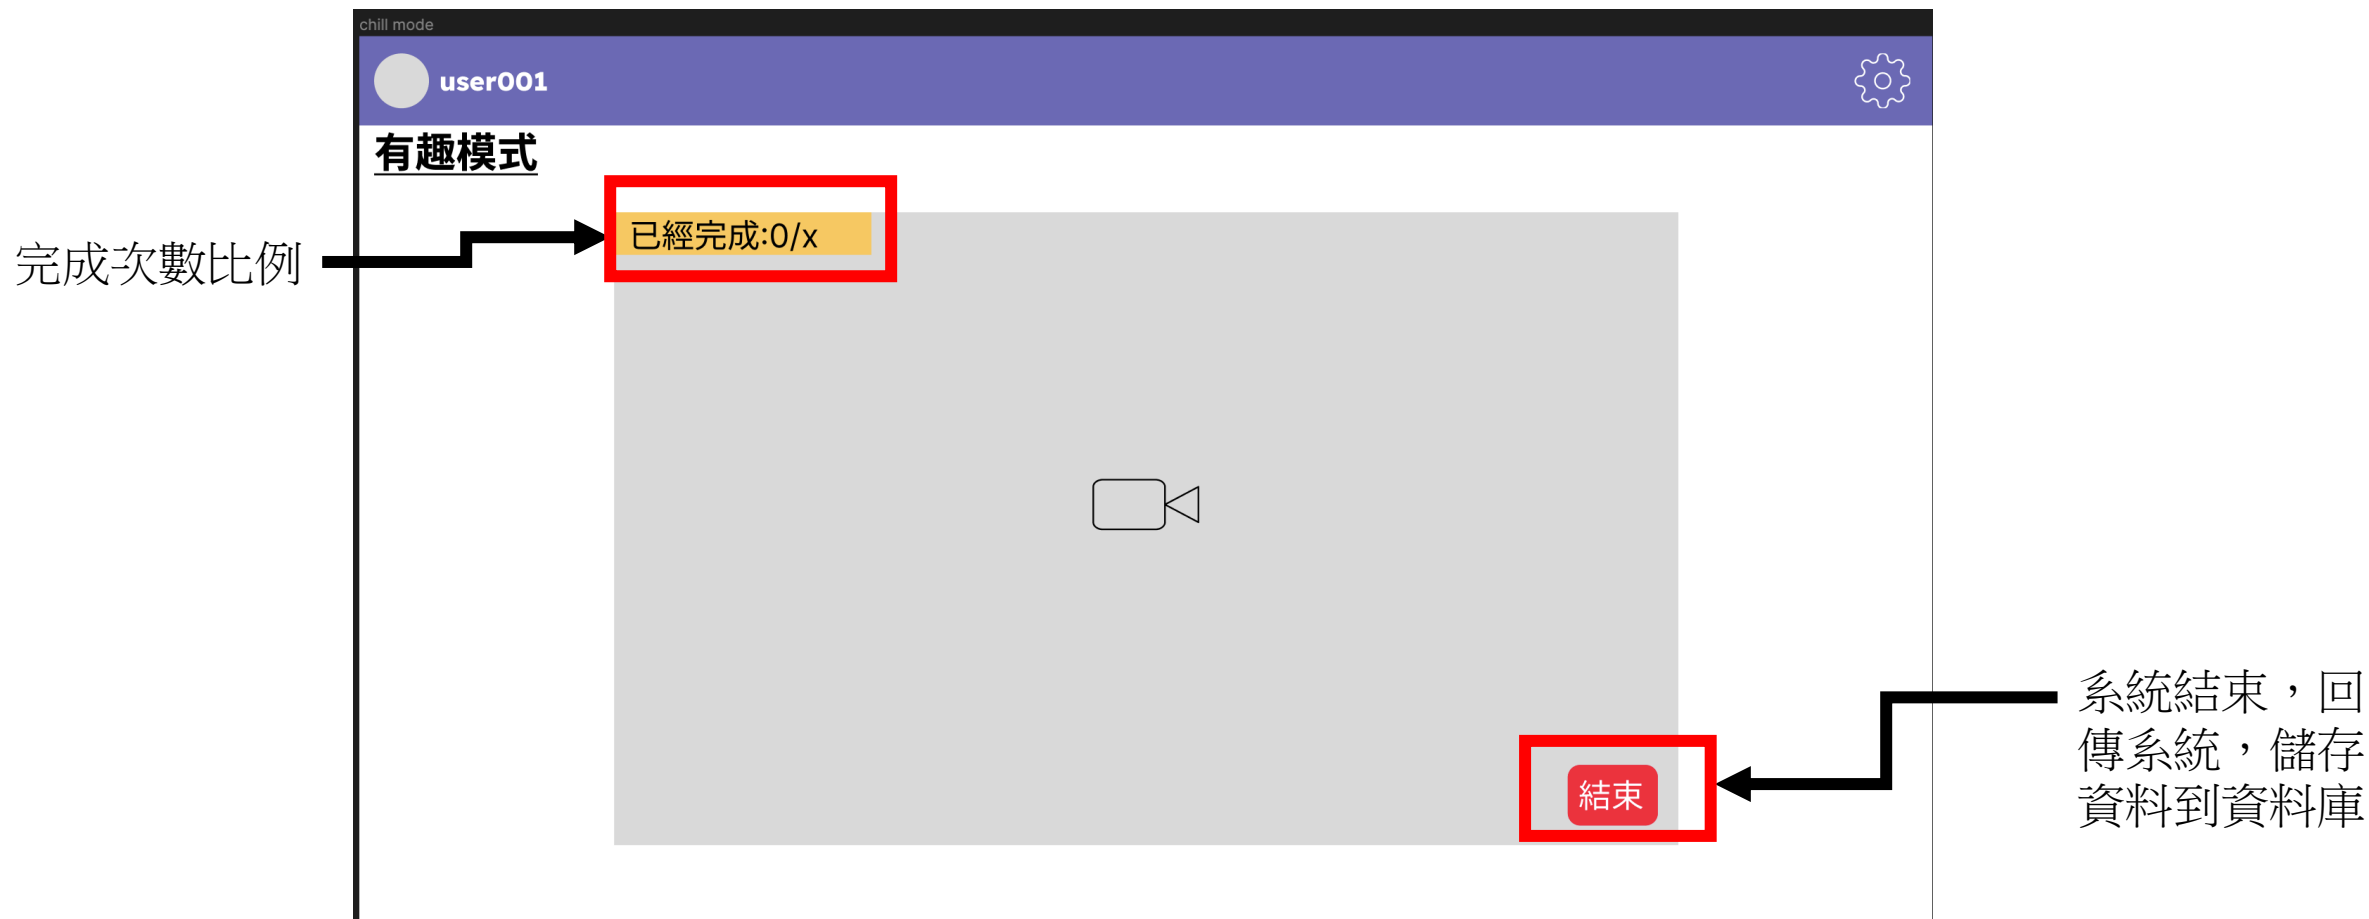 chill mode
user001
有趣模式
已經完成:0/x
完成次數比例
系統結束，回
傳系統，儲存
資料到資料庫
結束